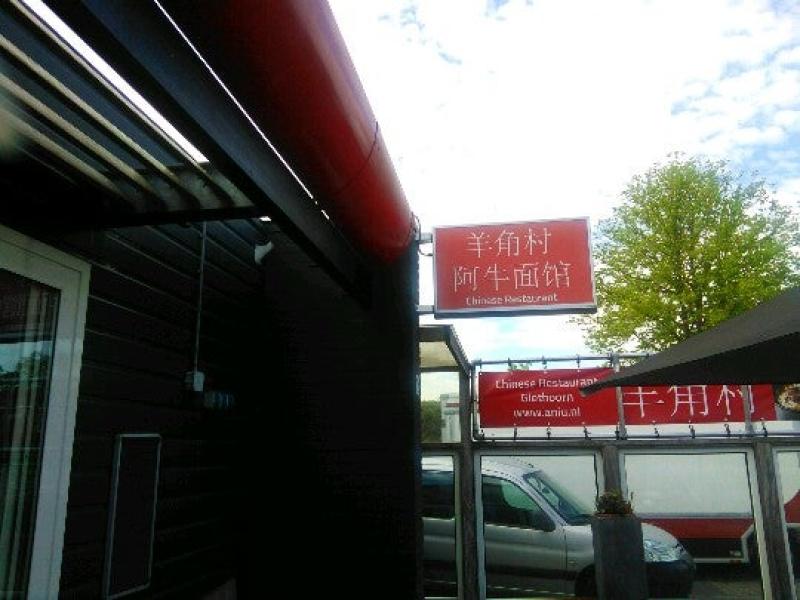 羊角村
阿牛面馆
Chinese Restaurant
Chinese Restaurant
Giethoorn
www.aniu.nl
羊角村